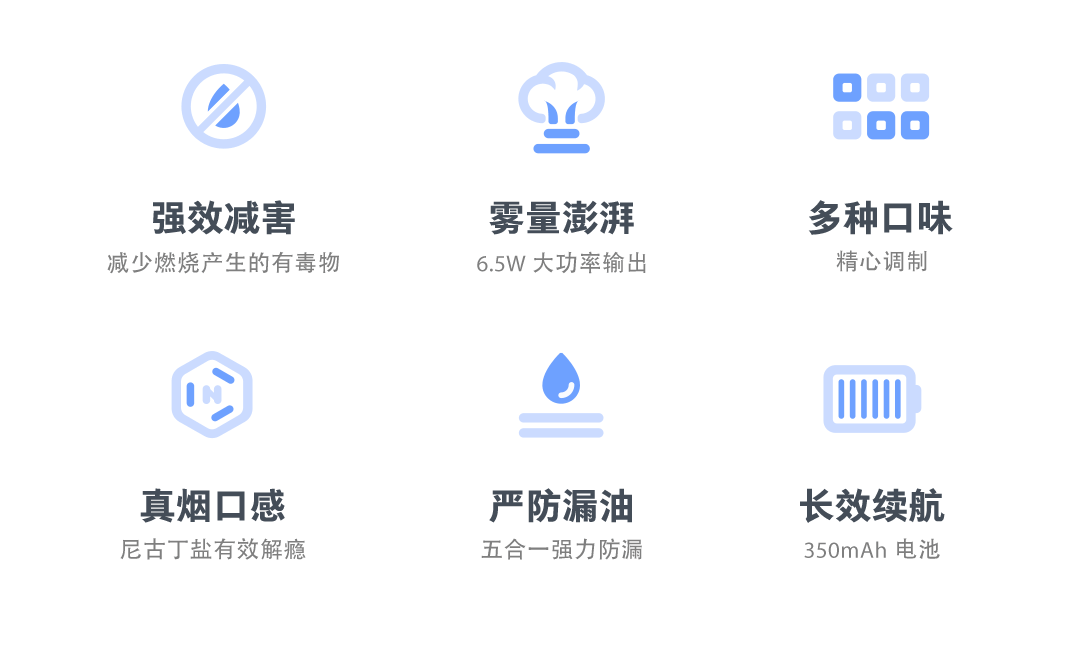 强效减害
减少燃烧产生的有毒物
雾量澎湃
6.5W 大功率输出
多种口味
精心调制
N
真烟口感
尼古丁盐有效解瘾
严防漏油
五合一强力防漏
长效续航
350mAh 电池